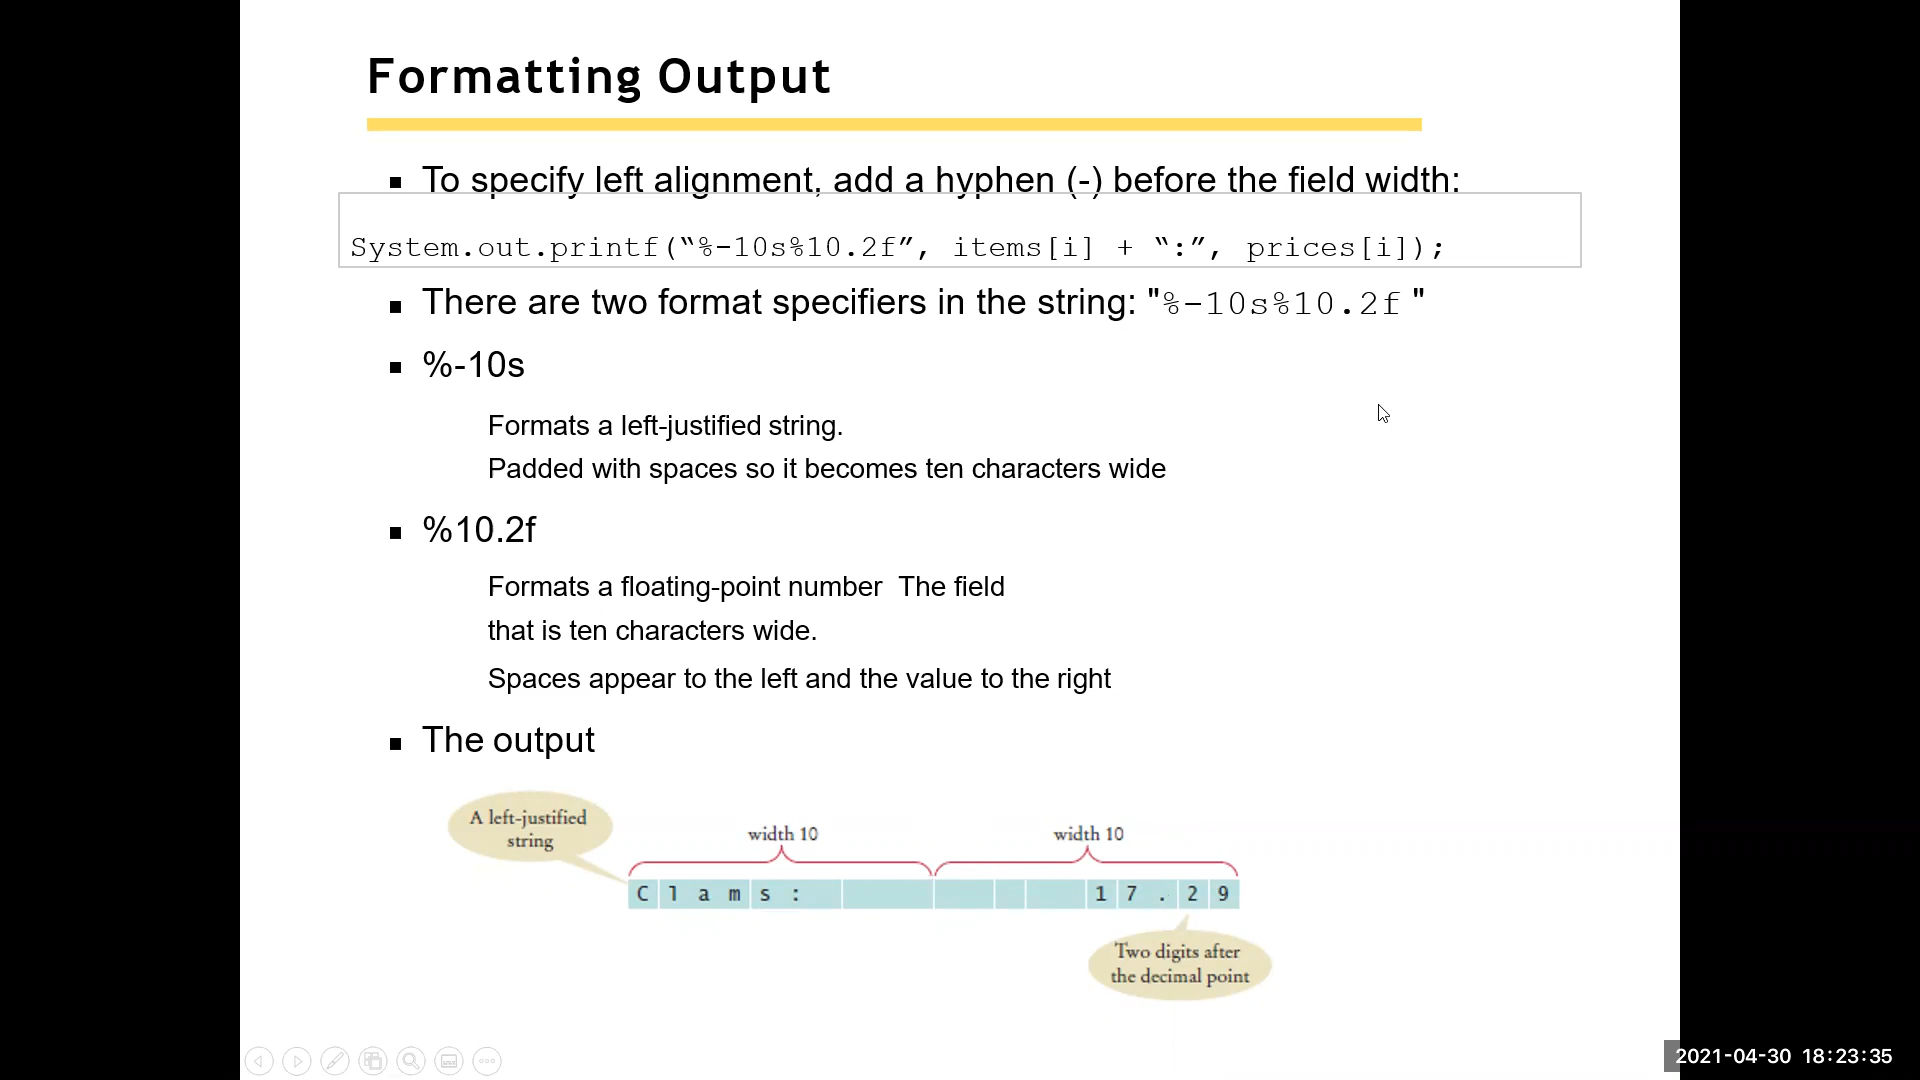 Formatting Output
To specify left alignment, add a hyphen (-) before the field width:
System.out.printf(“%-10s%10.2f”, items[i] + “:”, prices[i]);
There are two format specifiers in the string: "%-10s%10.2f "
%-10s
Formats a left-justified string.
Padded with spaces so it becomes ten characters wide
%10.2f
Formats a floating-point number  The field
that is ten characters wide.
Spaces appear to the left and the value to the right
The output
A left-justified
string
width 10
width 10
Clams: 17.29
Two digits after
the decimal point
2021-04-30 18:23:35